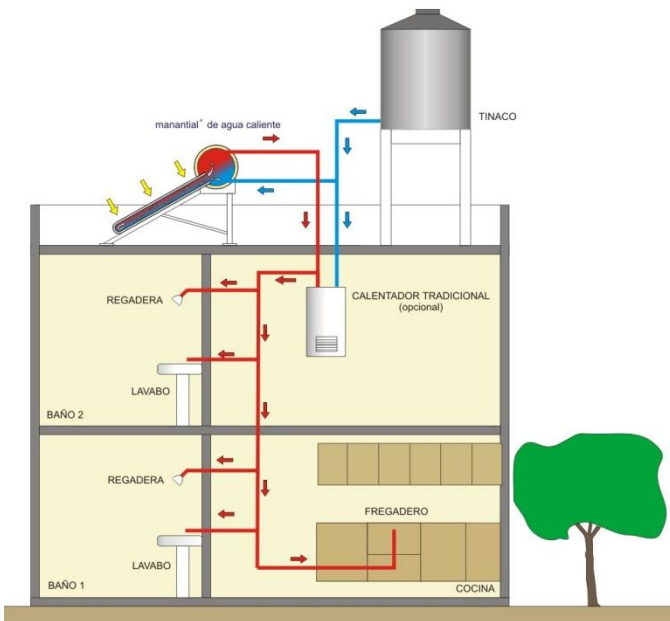 manantial® de agua caliente
TINACO
REGADERA
CALENTADOR TRADICIONAL
(opcional)
LAVABO
BAÑO 2
REGADERA
FREGADERO
LAVABO
BAÑO 1
COCINA